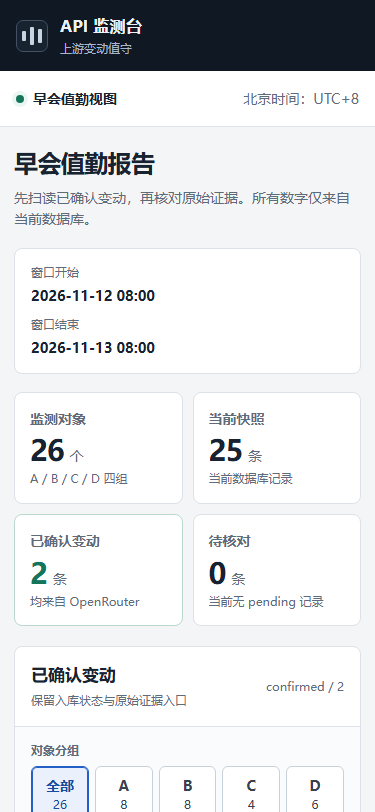 API 监测台
上游变动值守
早会值勤视图
北京时间：UTC+8
早会值勤报告
先扫读已确认变动，再核对原始证据。所有数字仅来自
当前数据库。
窗口开始
2026-11-12 08:00
窗口结束
2026-11-13 08:00
监测对象
26 个
A / B / C / D 四组
当前快照
25 条
当前数据库记录
已确认变动
2 条
均来自 OpenRouter
待核对
0 条
当前无 pending 记录
已确认变动
保留入库状态与原始证据入口
confirmed / 2
对象分组
全部
26
A
8
B
8
C
4
D
6